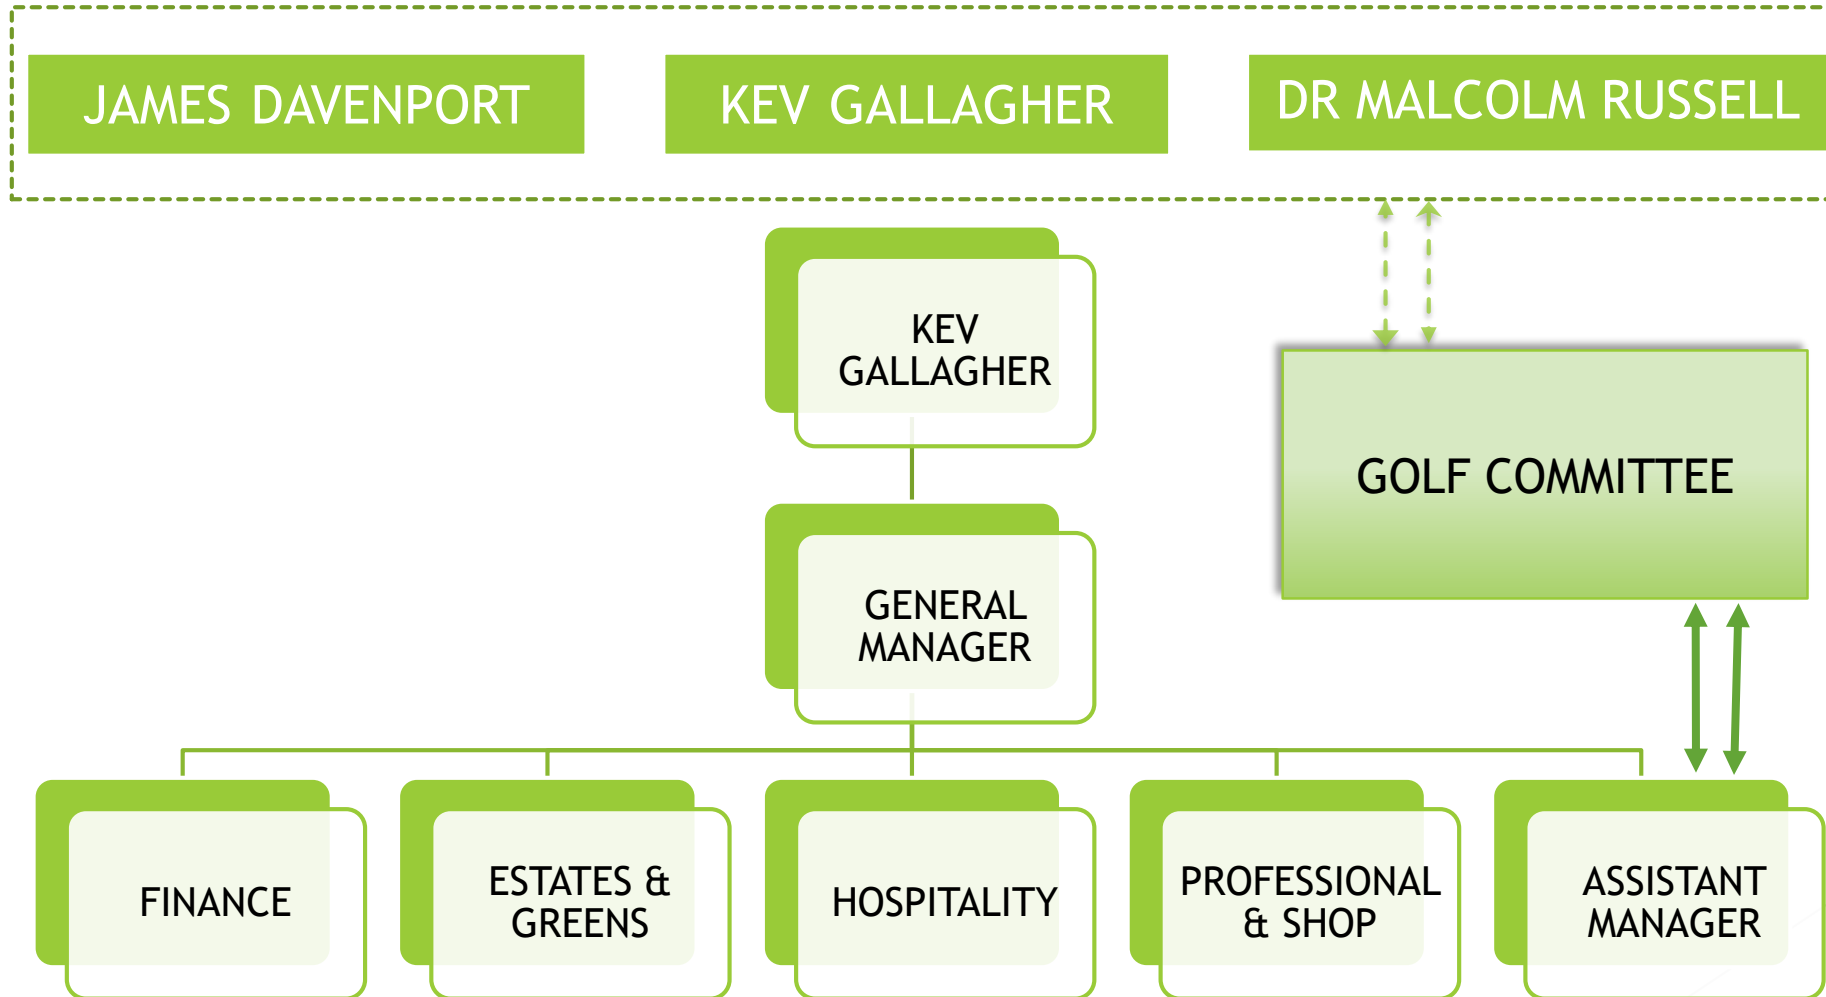 JAMES DAVENPORT
KEV GALLAGHER
DR MALCOLM RUSSELL
KEV
GALLAGHER
GOLF COMMITTEE
GENERAL
MANAGER
FINANCE
ESTATES &
GREENS
HOSPITALITY
PROFESSIONAL
& SHOP
ASSISTANT
MANAGER